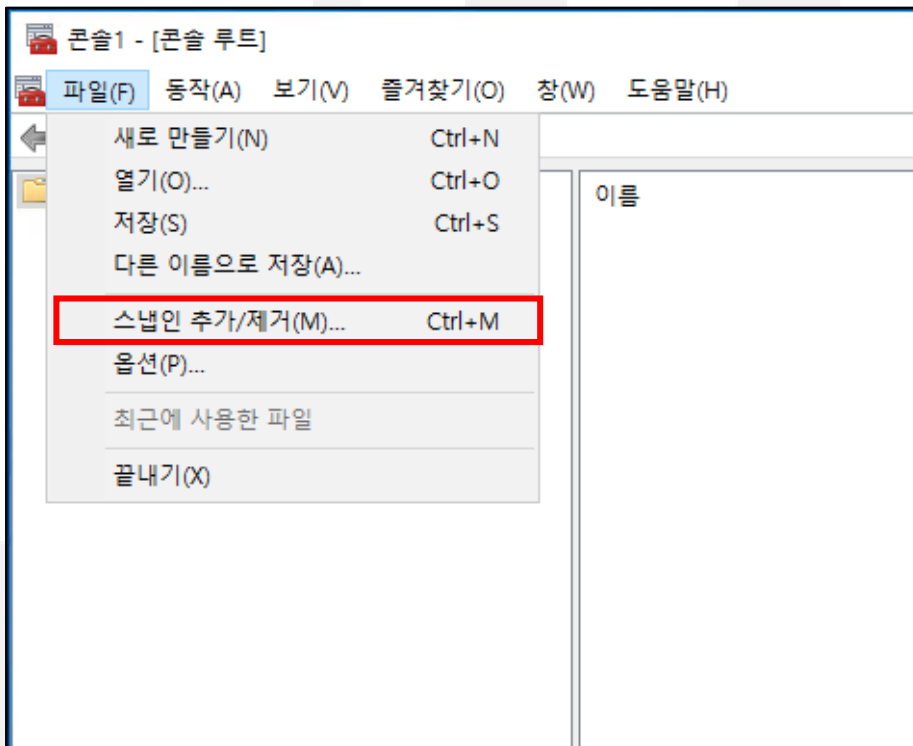 콘솔1 - [콘솔 루트]
파일(F) 동작(A) 보기(V) 즐겨찾기(O) 창(W) 도움말(H)
새로 만들기(N) Ctrl+N
열기(O)... Ctrl+O
이름
저장(S) Ctrl+S
다른 이름으로 저장(A)...
스냅인 추가/제거(M)... Ctrl+M
옵션(P)...
최근에 사용한 파일
끝내기(X)